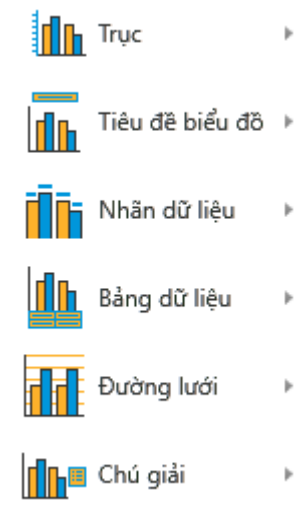 Trục
Tiêu đề biểu đồ
Nhãn dữ liệu
Bảng dữ liệu
Đường lưới
Chú giải